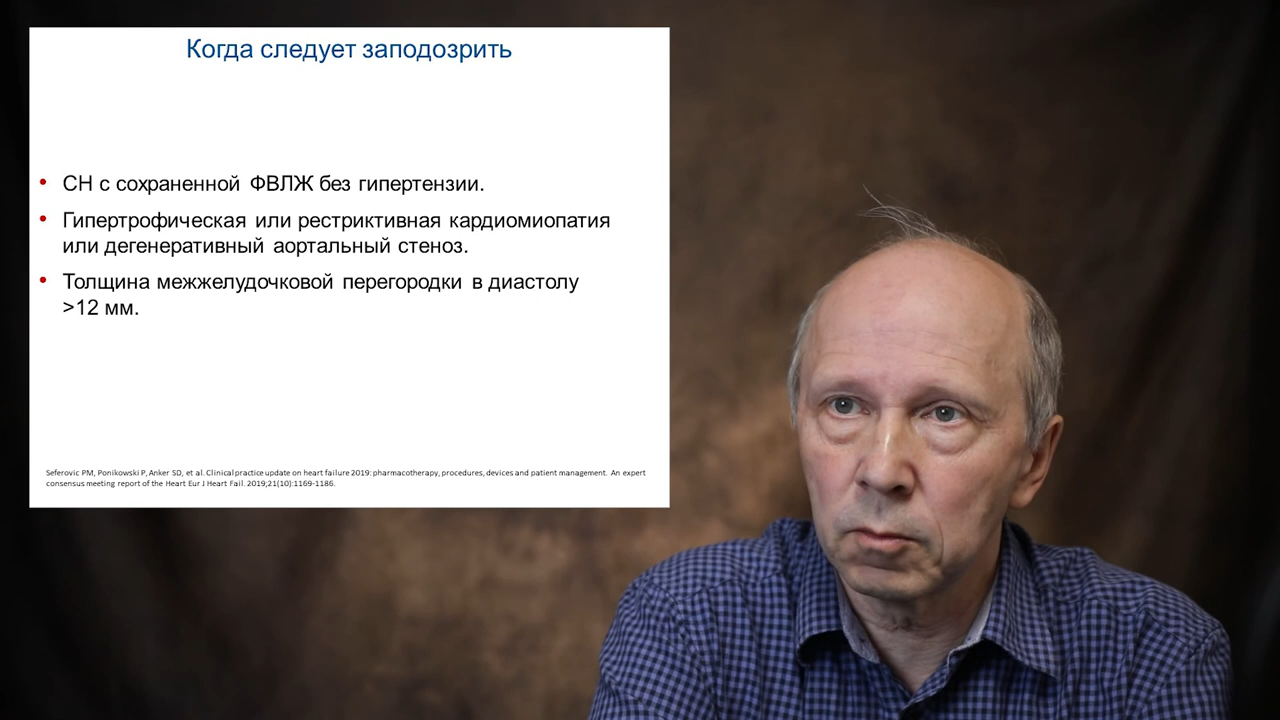 Когда следует заподозрить
• СН с сохраненной ФВЛЖ без гипертензии.
• Гипертрофическая или рестриктивная кардиомиопатия
или дегенеративный аортальный стеноз.
• Толщина межжелудочковой перегородки в диастолу
>12 мм.
Seferovic PM, Ponikowski P, Anker SD, et al. Clinical practice update on heart failure 2019: pharmacotherapy, procedures, devices and patient management. An expert
consensus meeting report of the Heart Eur J Heart Fail. 2019;21(10):1169-1186.